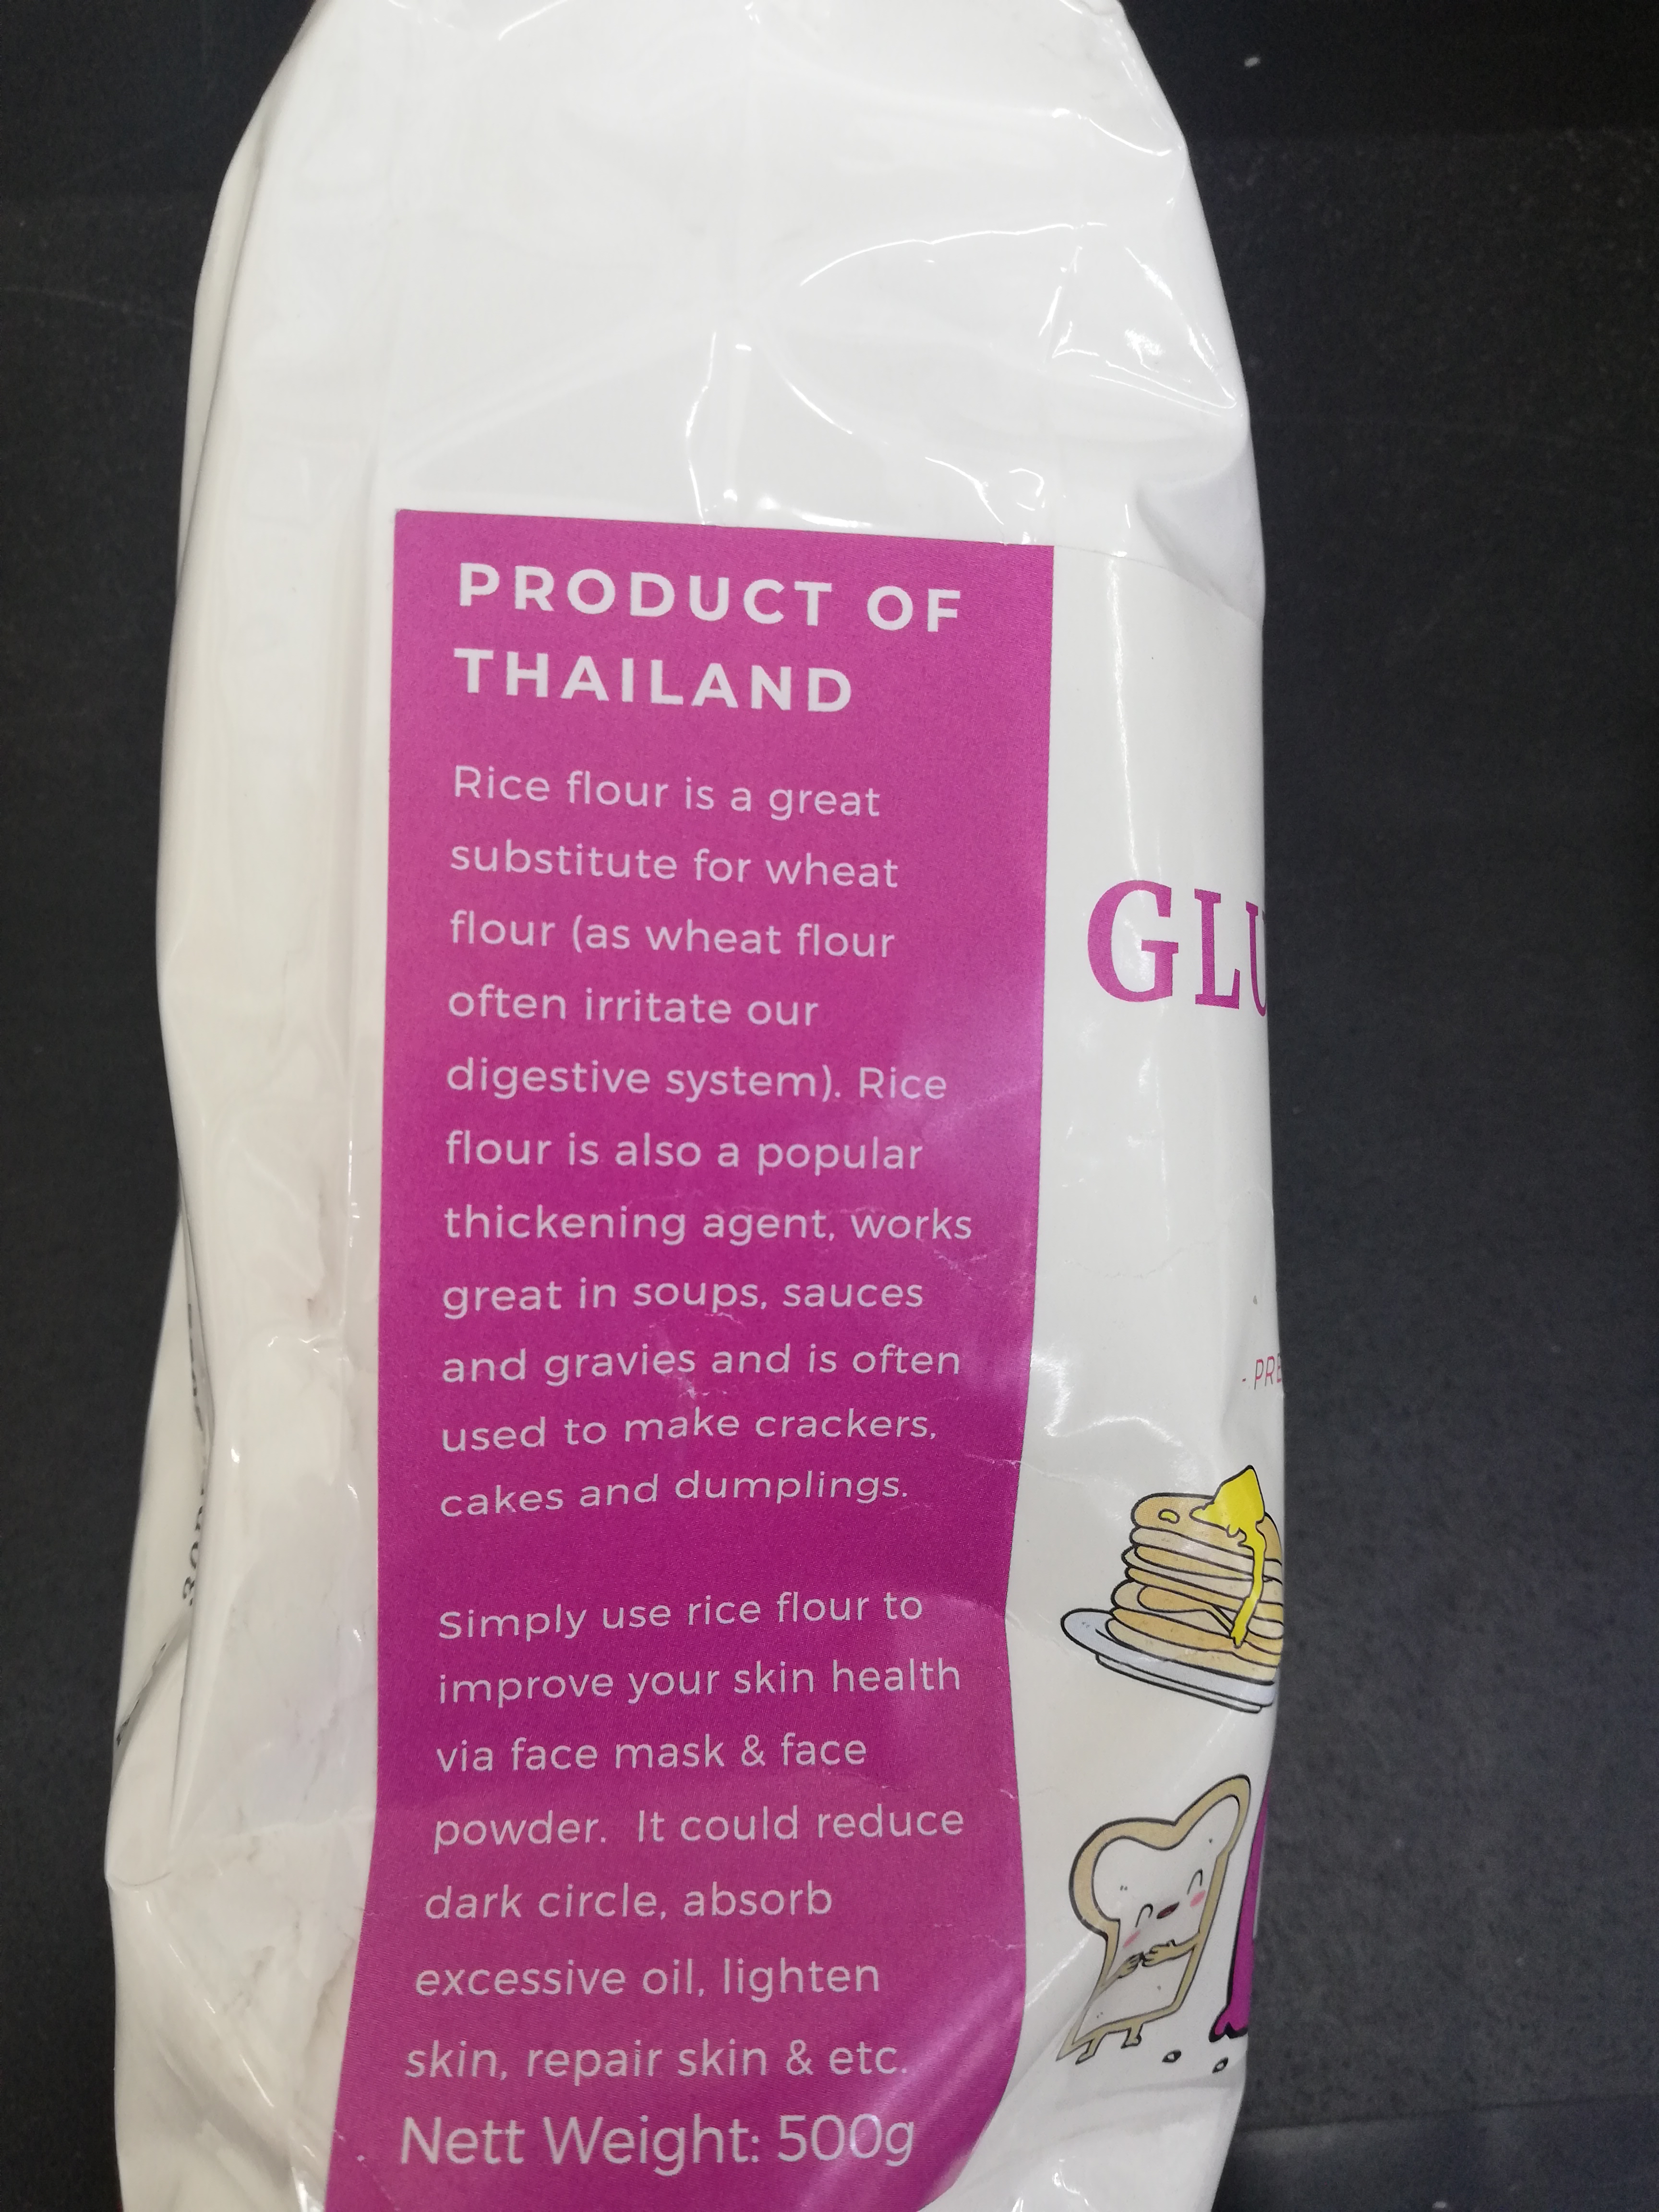 PRODUCT OF
THAILAND
Rice flour is a great
substitute for wheat
flour (as wheat flour
often irritate our
digestive system). Rice
flour is also a popular
thickening agent, works
great in soups, sauces
and gravies and is often
used to make crackers,
cakes and dumplings.
Simply use rice flour to
improve your skin health
via face mask & face
powder. It could reduce
dark circle, absorb
excessive oil, lighten
skin, repair skin & etc.
Nett Weight: 500g
GLU
- PRE